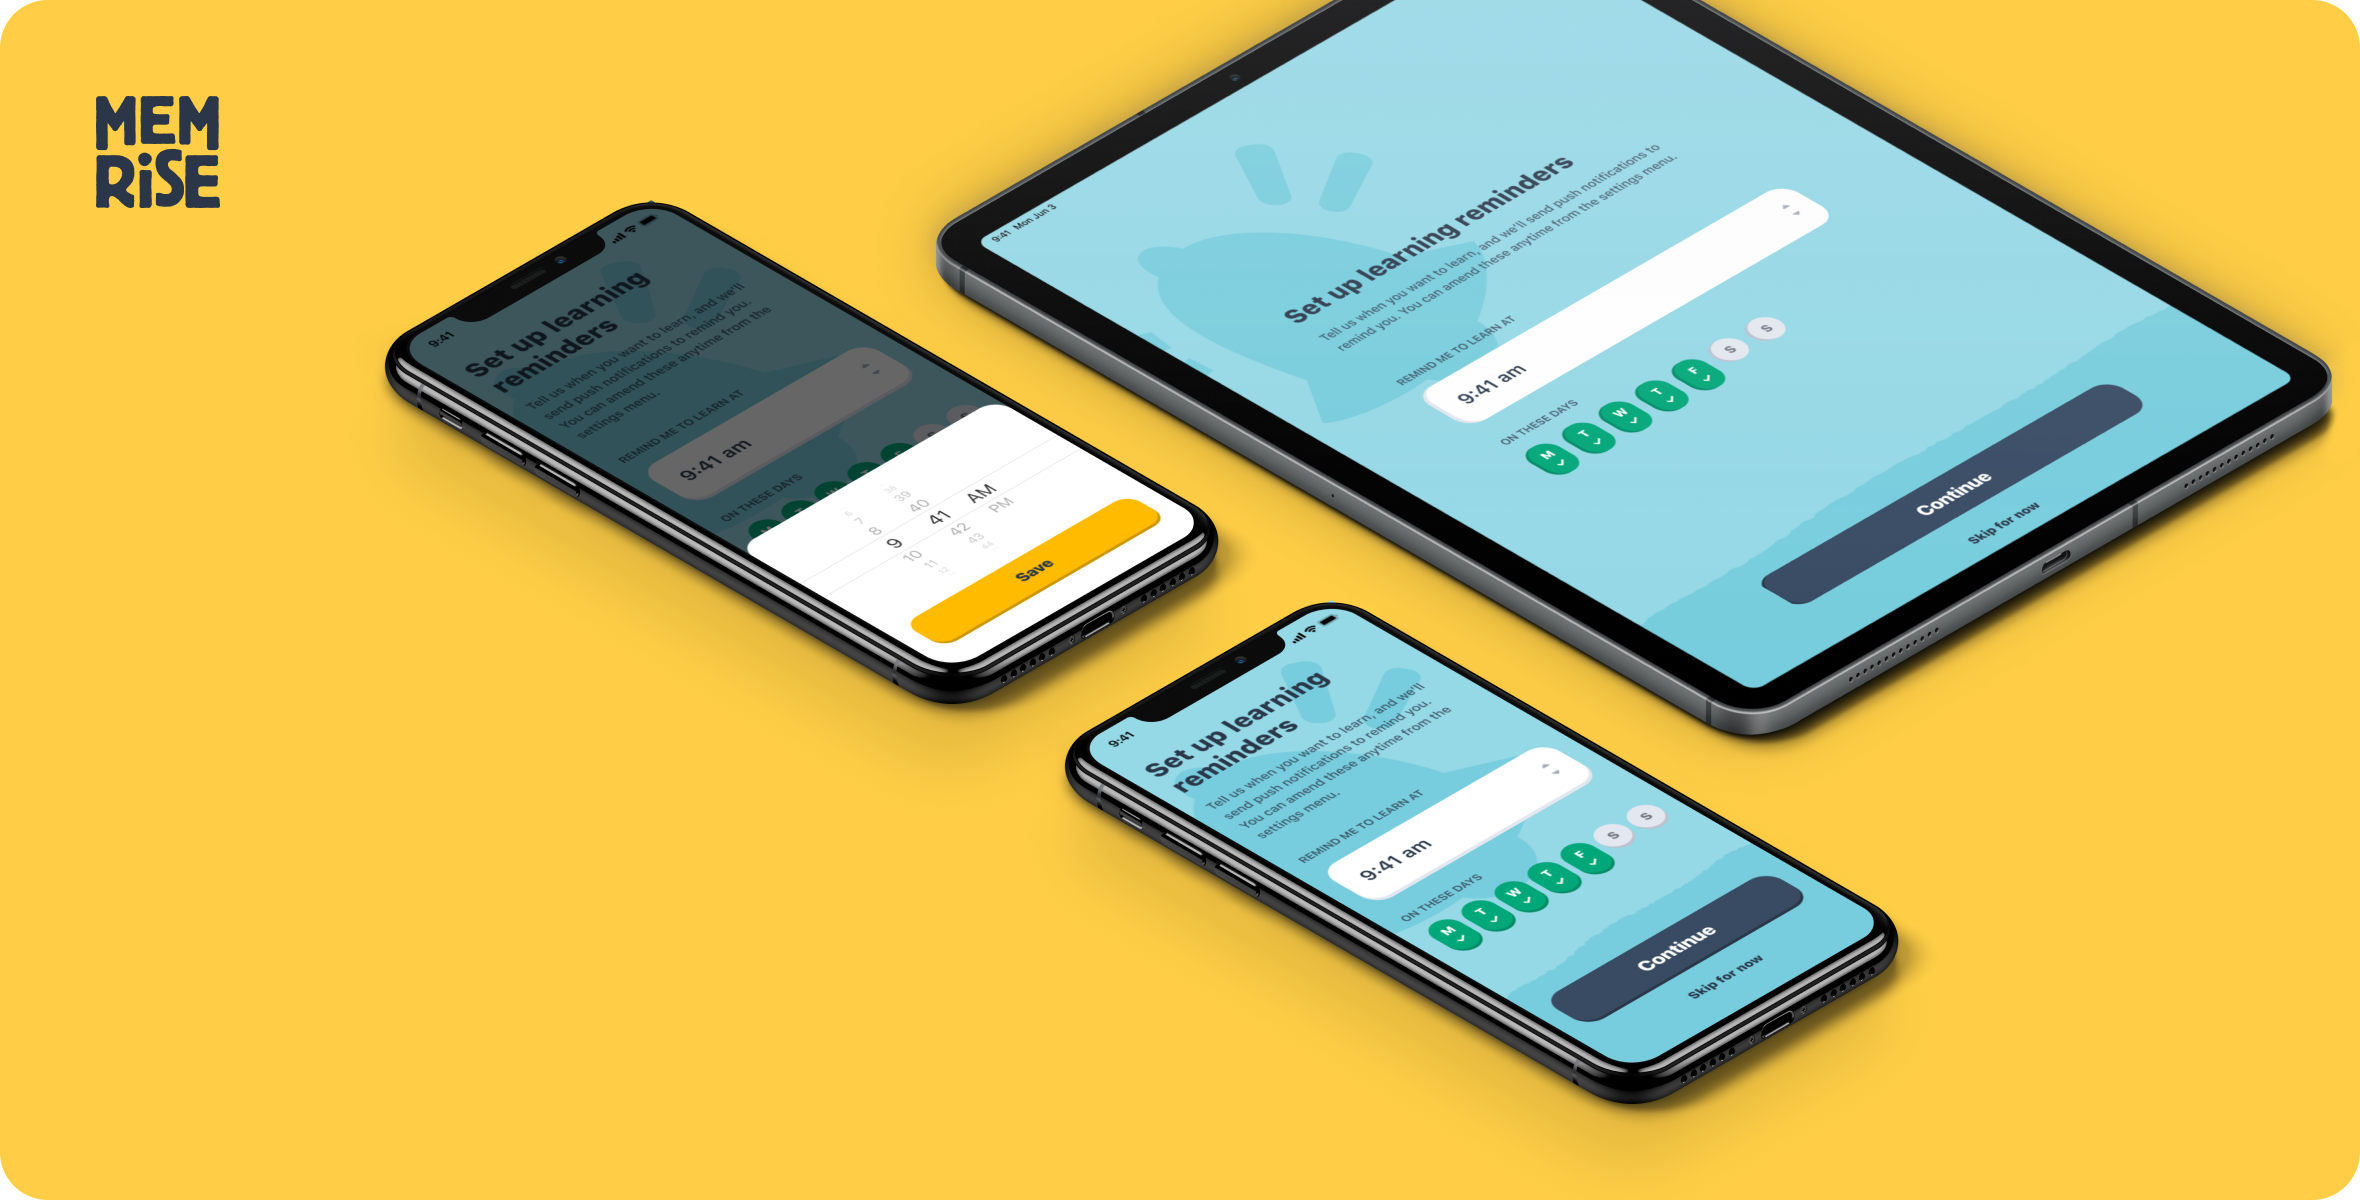 MEM
RiSE
9:41
Set up learning
reminders
Tell us when you want to learn, and we'll
send push notifications to remind you.
You can amend these anytime from the
settings menu.
REMIND ME TO LEARN AT
9:41 am
ON THESE DAYS
6
7
8
9
10
11
12
38
39
40
41
42
43
44
AM
PM
Save
9:41 Mon Jun 3
Set up learning reminders
Tell us when you want to learn, and we'll send push notifications to
remind you. You can amend these anytime from the settings menu.
REMIND ME TO LEARN AT
9:41 am
ON THESE DAYS
M T W T F S S
Continue
Skip for now
9:41
Set up learning
reminders
Tell us when you want to learn, and we'll
send push notifications to remind you.
You can amend these anytime from the
settings menu.
REMIND ME TO LEARN AT
9:41 am
ON THESE DAYS
M T W T F S S
Continue
Skip for now